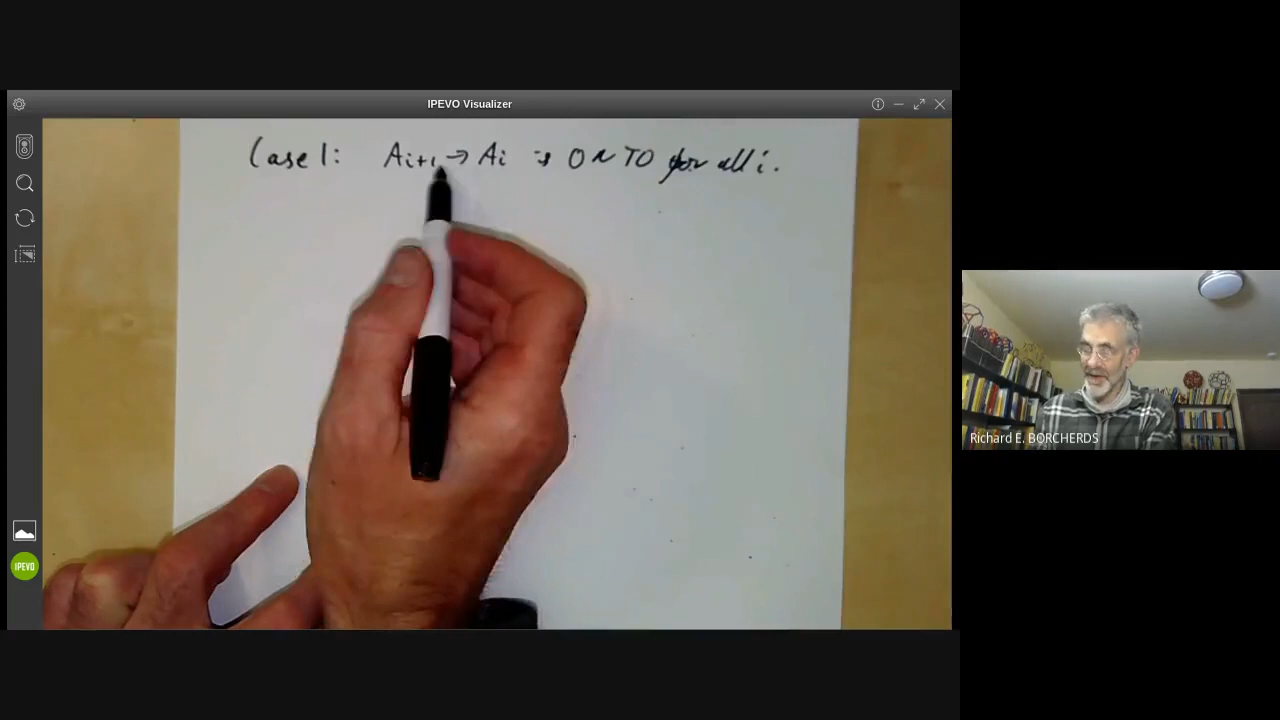 IPEVO Visualizer
Case 1: Ai+1 → Ai is ONTO for all i.
IPEVO
Richard E. BORCHERDS